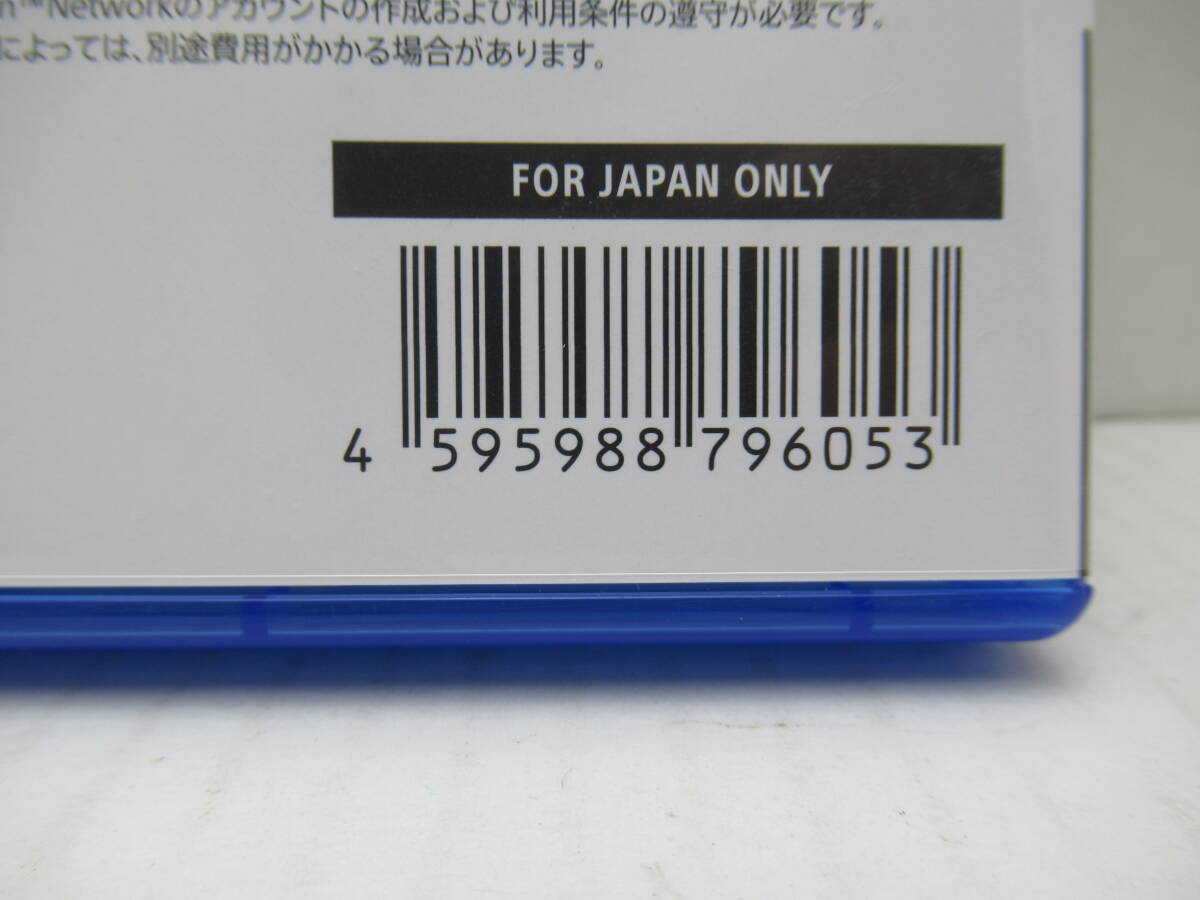 n™Networkのアカウントの作成および利用条件の遵守が必要です。
によっては、別途費用がかかる場合があります。
FOR JAPAN ONLY
4 595988 796053